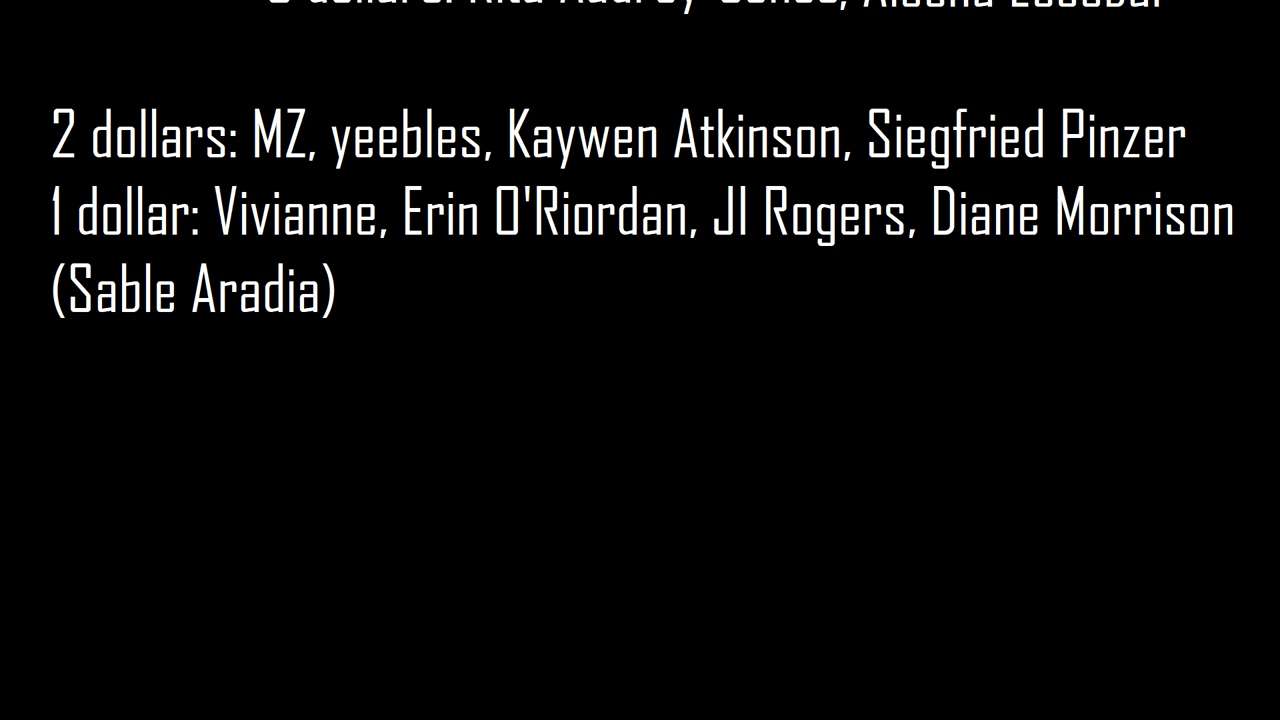 2 dollars: MZ, yeebles, Kaywen Atkinson, Siegfried Pinzer
1 dollar: Vivianne, Erin O'Riordan, JI Rogers, Diane Morrison
(Sable Aradia)